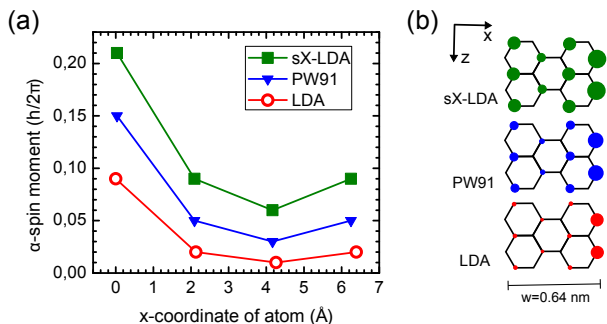 (a)
0,20
0,15
0,10
0,05
0,00
α-spin moment (h/2π)
0 1 2 3 4 5 6 7
x-coordinate of atom (Å)
sX-LDA
PW91
LDA
(b)
x
z
sX-LDA
PW91
LDA
w=0.64 nm